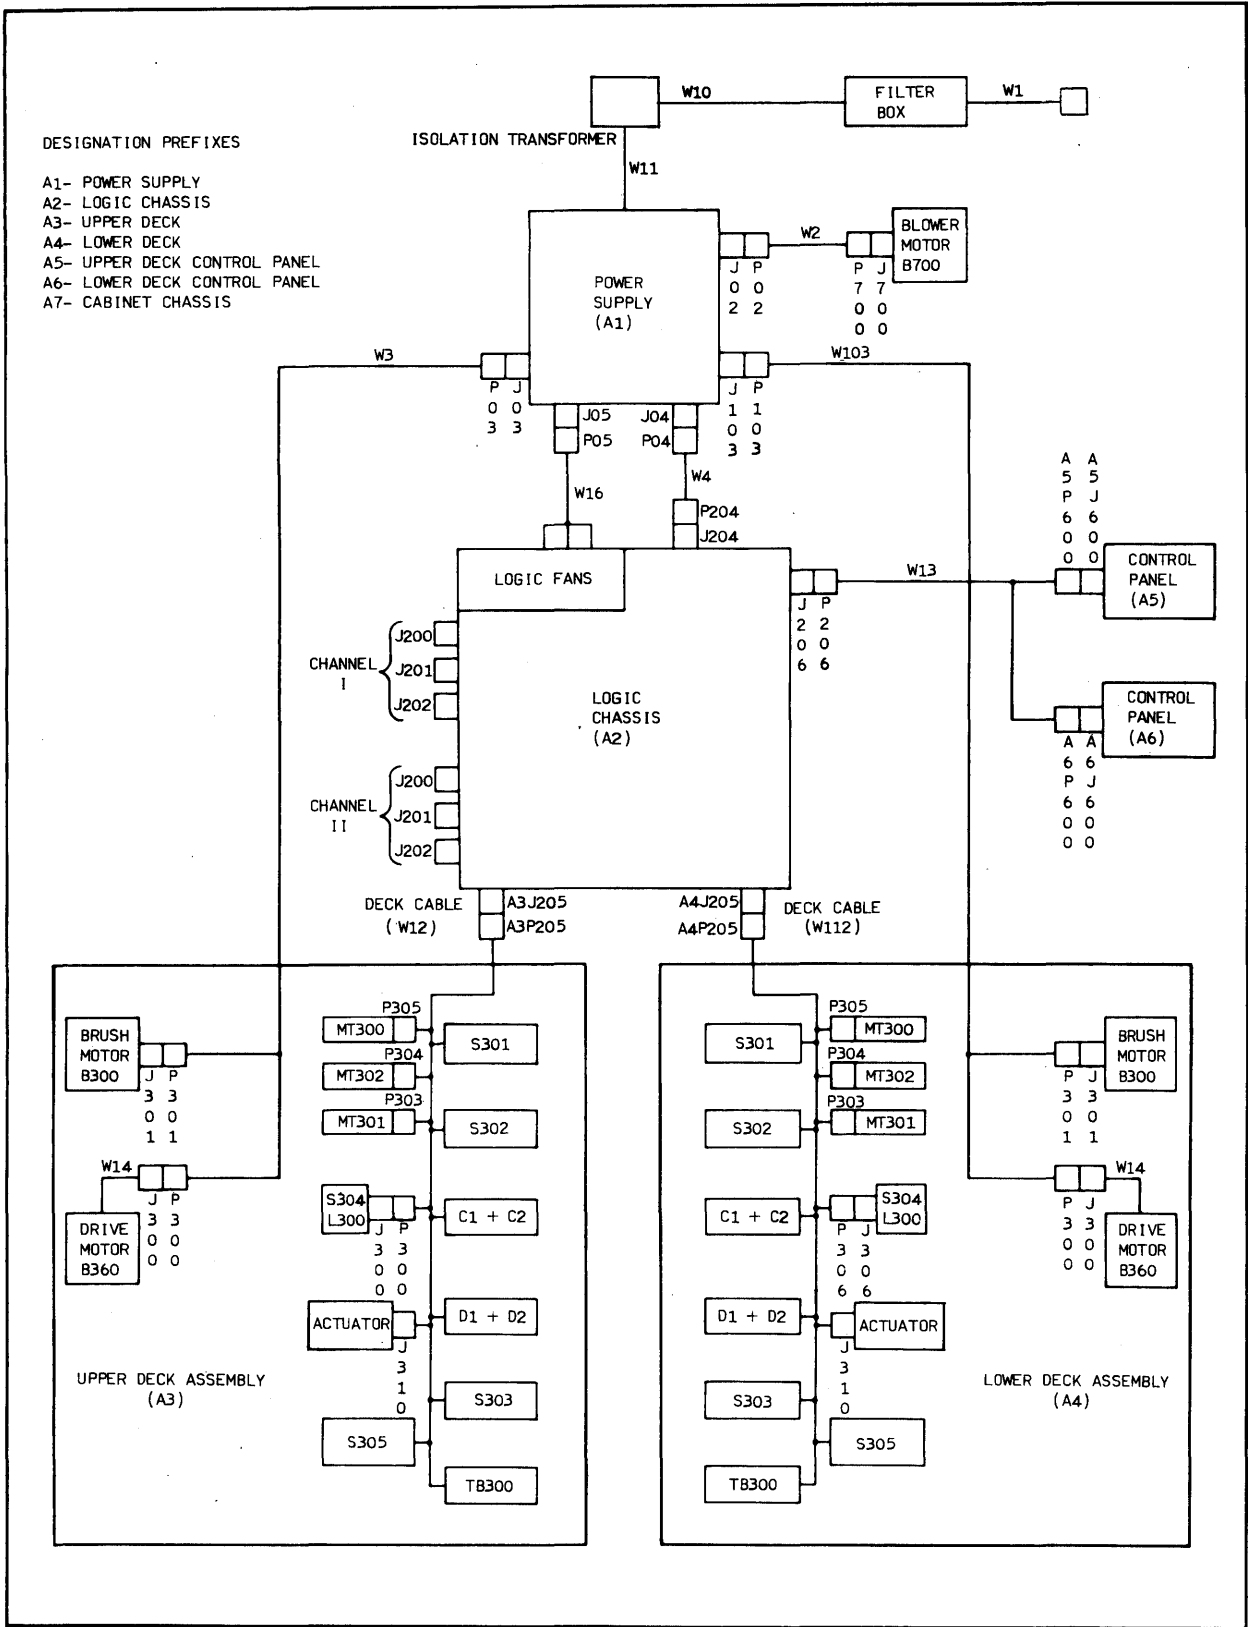 W10
FILTER
BOX
W1
DESIGNATION PREFIXES
ISOLATION TRANSFORMER
W11
A1- POWER SUPPLY
A2- LOGIC CHASSIS
A3- UPPER DECK
A4- LOWER DECK
A5- UPPER DECK CONTROL PANEL
A6- LOWER DECK CONTROL PANEL
A7- CABINET CHASSIS
POWER
SUPPLY
(A1)
J02
P02
W2
P700
J700
BLOWER
MOTOR
B700
W3
P03
J03
J103
P103
W103
J05
P05
J04
P04
W16
W4
P204
J204
LOGIC FANS
LOGIC
CHASSIS
(A2)
J206
P206
W13
A5P600
A5J600
CONTROL
PANEL
(A5)
A6P600
A6J600
CONTROL
PANEL
(A6)
CHANNEL
I
J200
J201
J202
CHANNEL
II
J200
J201
J202
DECK CABLE
(W12)
A3J205
A3P205
A4J205
A4P205
DECK CABLE
(W112)
BRUSH
MOTOR
B300
J301
P301
W14
J300
P300
DRIVE
MOTOR
B360
P305
MT300
P304
MT302
P303
MT301
S301
S302
S304
L300
J300
P300
C1 + C2
ACTUATOR
J310
D1 + D2
S303
S305
TB300
UPPER DECK ASSEMBLY
(A3)
S301
S302
C1 + C2
D1 + D2
S303
TB300
P305
MT300
P304
MT302
P303
MT301
S304
L300
P306
J306
ACTUATOR
J310
S305
P301
J301
BRUSH
MOTOR
B300
W14
P300
J300
DRIVE
MOTOR
B360
LOWER DECK ASSEMBLY
(A4)